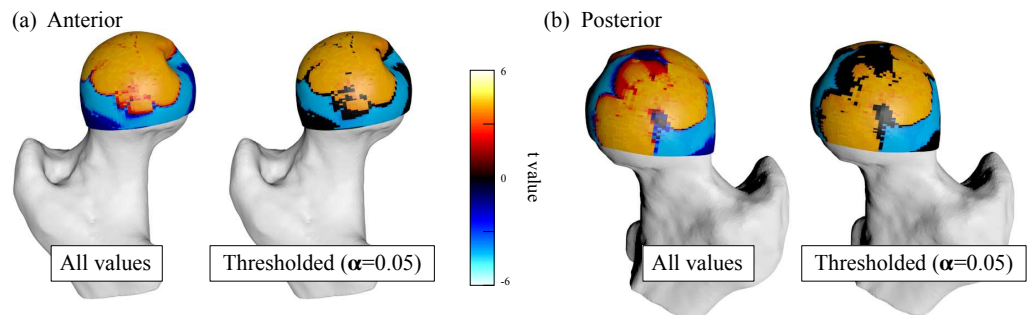 (a) Anterior
(b) Posterior
6
0
-6
t value
All values
Thresholded (α=0.05)
All values
Thresholded (α=0.05)